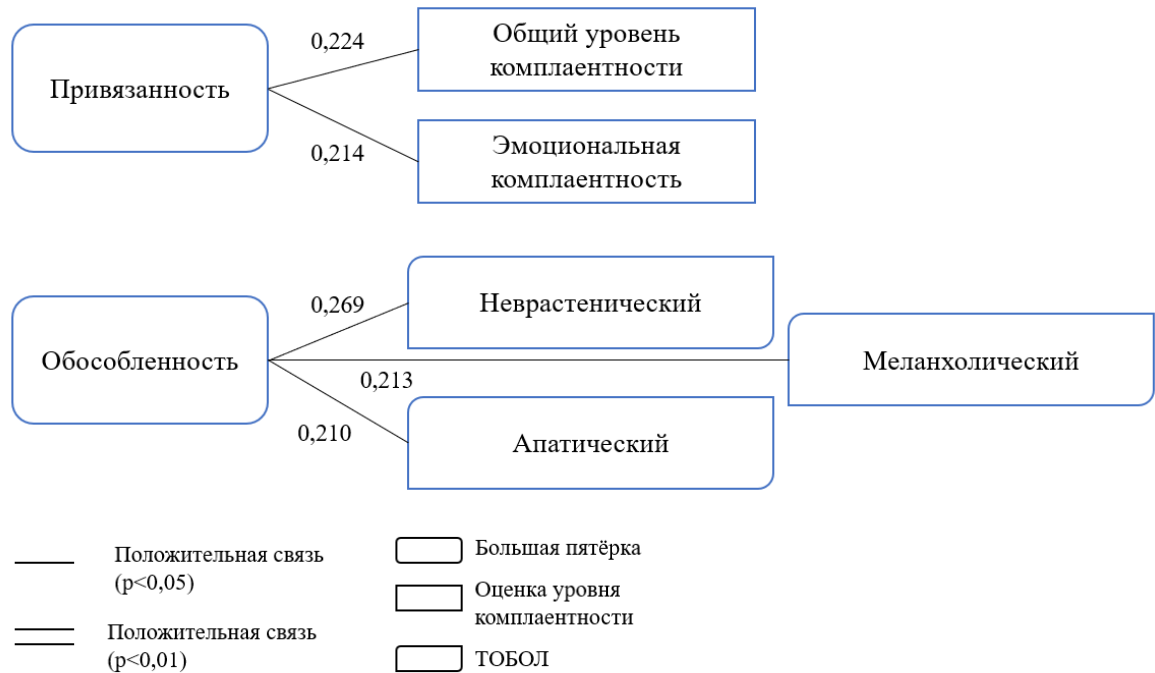 Привязанность
0,224
Общий уровень
комплаентности
0,214
Эмоциональная
комплаентность
Обособленность
0,269
Неврастенический
0,213
Меланхолический
0,210
Апатический
Положительная связь
(p<0,05)
Положительная связь
(p<0,01)
Большая пятёрка
Оценка уровня
комплаентности
ТОБОЛ